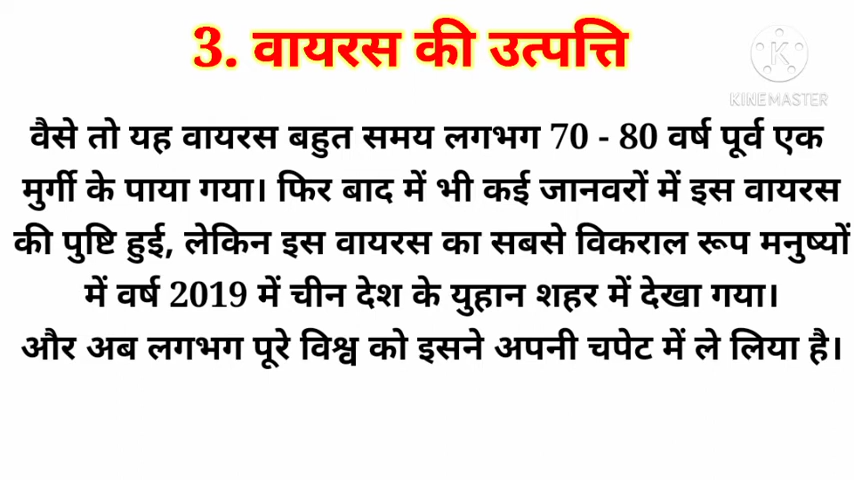 3. वायरस की उत्पत्ति
KINEMASTER
वैसे तो यह वायरस बहुत समय लगभग 70 - 80 वर्ष पूर्व एक
मुर्गी के पाया गया। फिर बाद में भी कई जानवरों में इस वायरस
की पुष्टि हुई, लेकिन इस वायरस का सबसे विकराल रूप मनुष्यों
में वर्ष 2019 में चीन देश के युहान शहर में देखा गया।
और अब लगभग पूरे विश्व को इसने अपनी चपेट में ले लिया है।